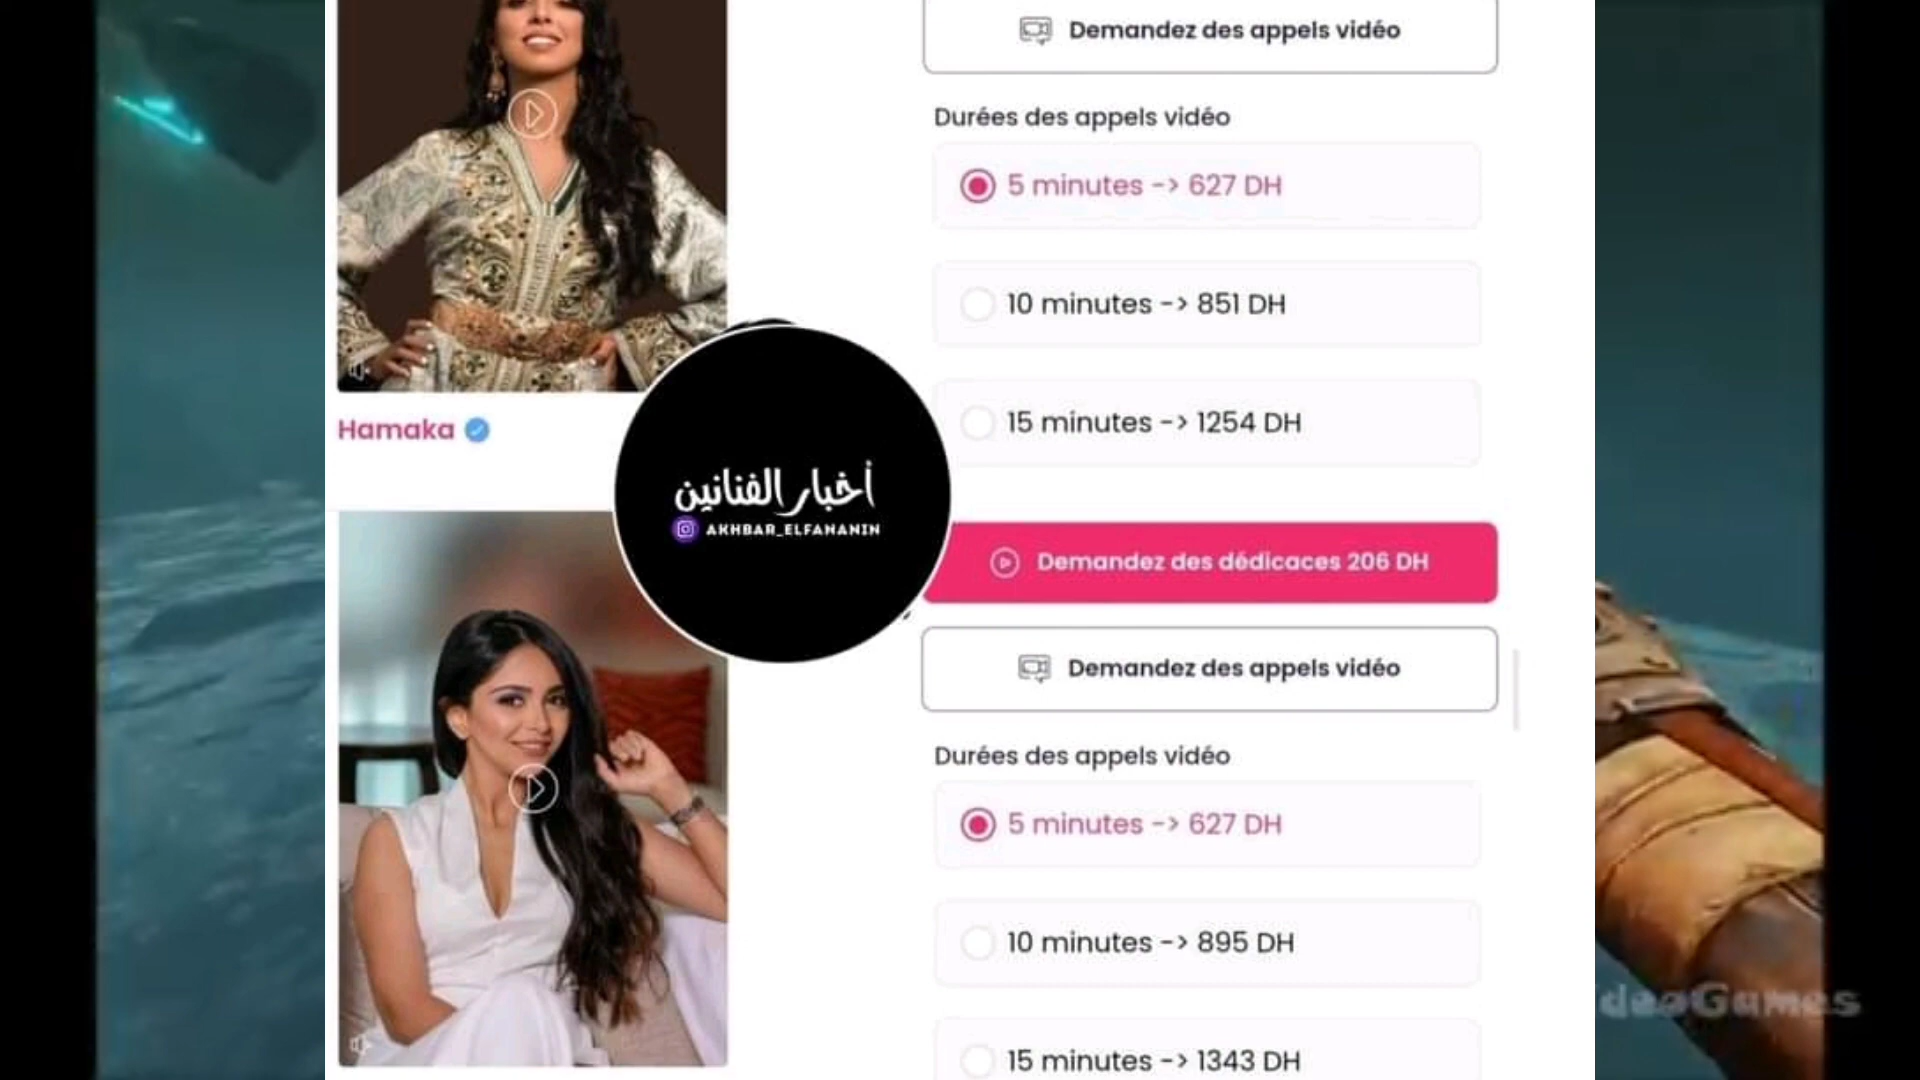 Demandez des appels vidéo
Durées des appels vidéo
5 minutes -> 627 DH
10 minutes -> 851 DH
15 minutes -> 1254 DH
Hamaka
أخبار الفنانين
AKHBAR_ELFANANIN
Demandez des dédicaces 206 DH
Demandez des appels vidéo
Durées des appels vidéo
5 minutes -> 627 DH
10 minutes -> 895 DH
15 minutes -> 1343 DH
deoGames